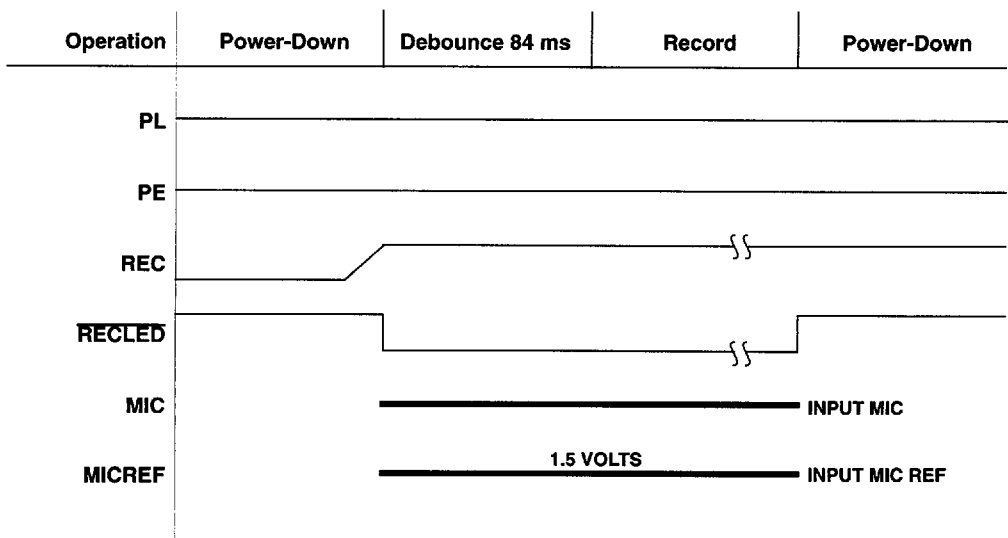 Operation Power-Down Debounce 84 ms Record Power-Down
PL
PE
REC
RECLED
MIC INPUT MIC
1.5 VOLTS
MICREF INPUT MIC REF